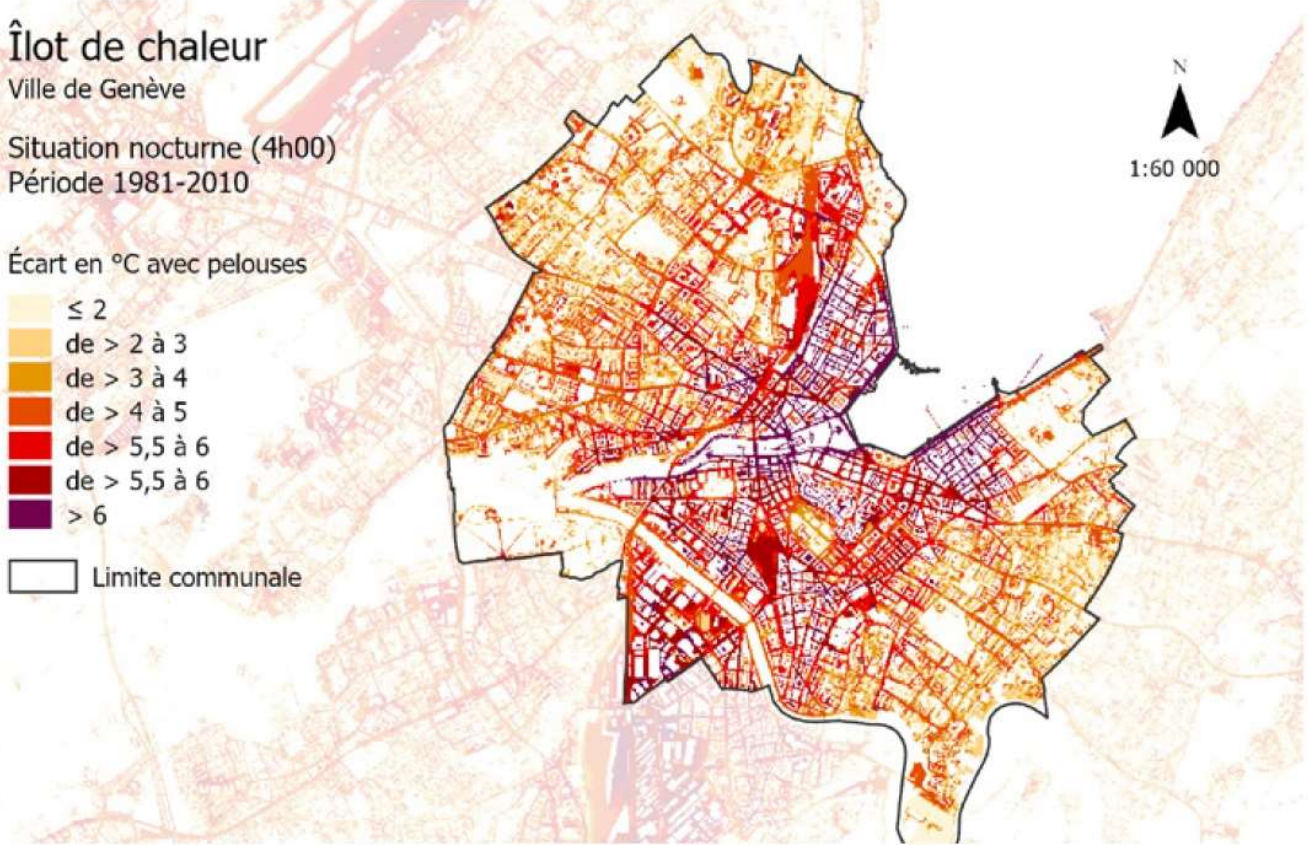 Îlot de chaleur
Ville de Genève
Situation nocturne (4h00)
Période 1981-2010
Écart en °C avec pelouses
≤ 2
de > 2 à 3
de > 3 à 4
de > 4 à 5
de > 5,5 à 6
de > 5,5 à 6
> 6
Limite communale
N
1:60 000